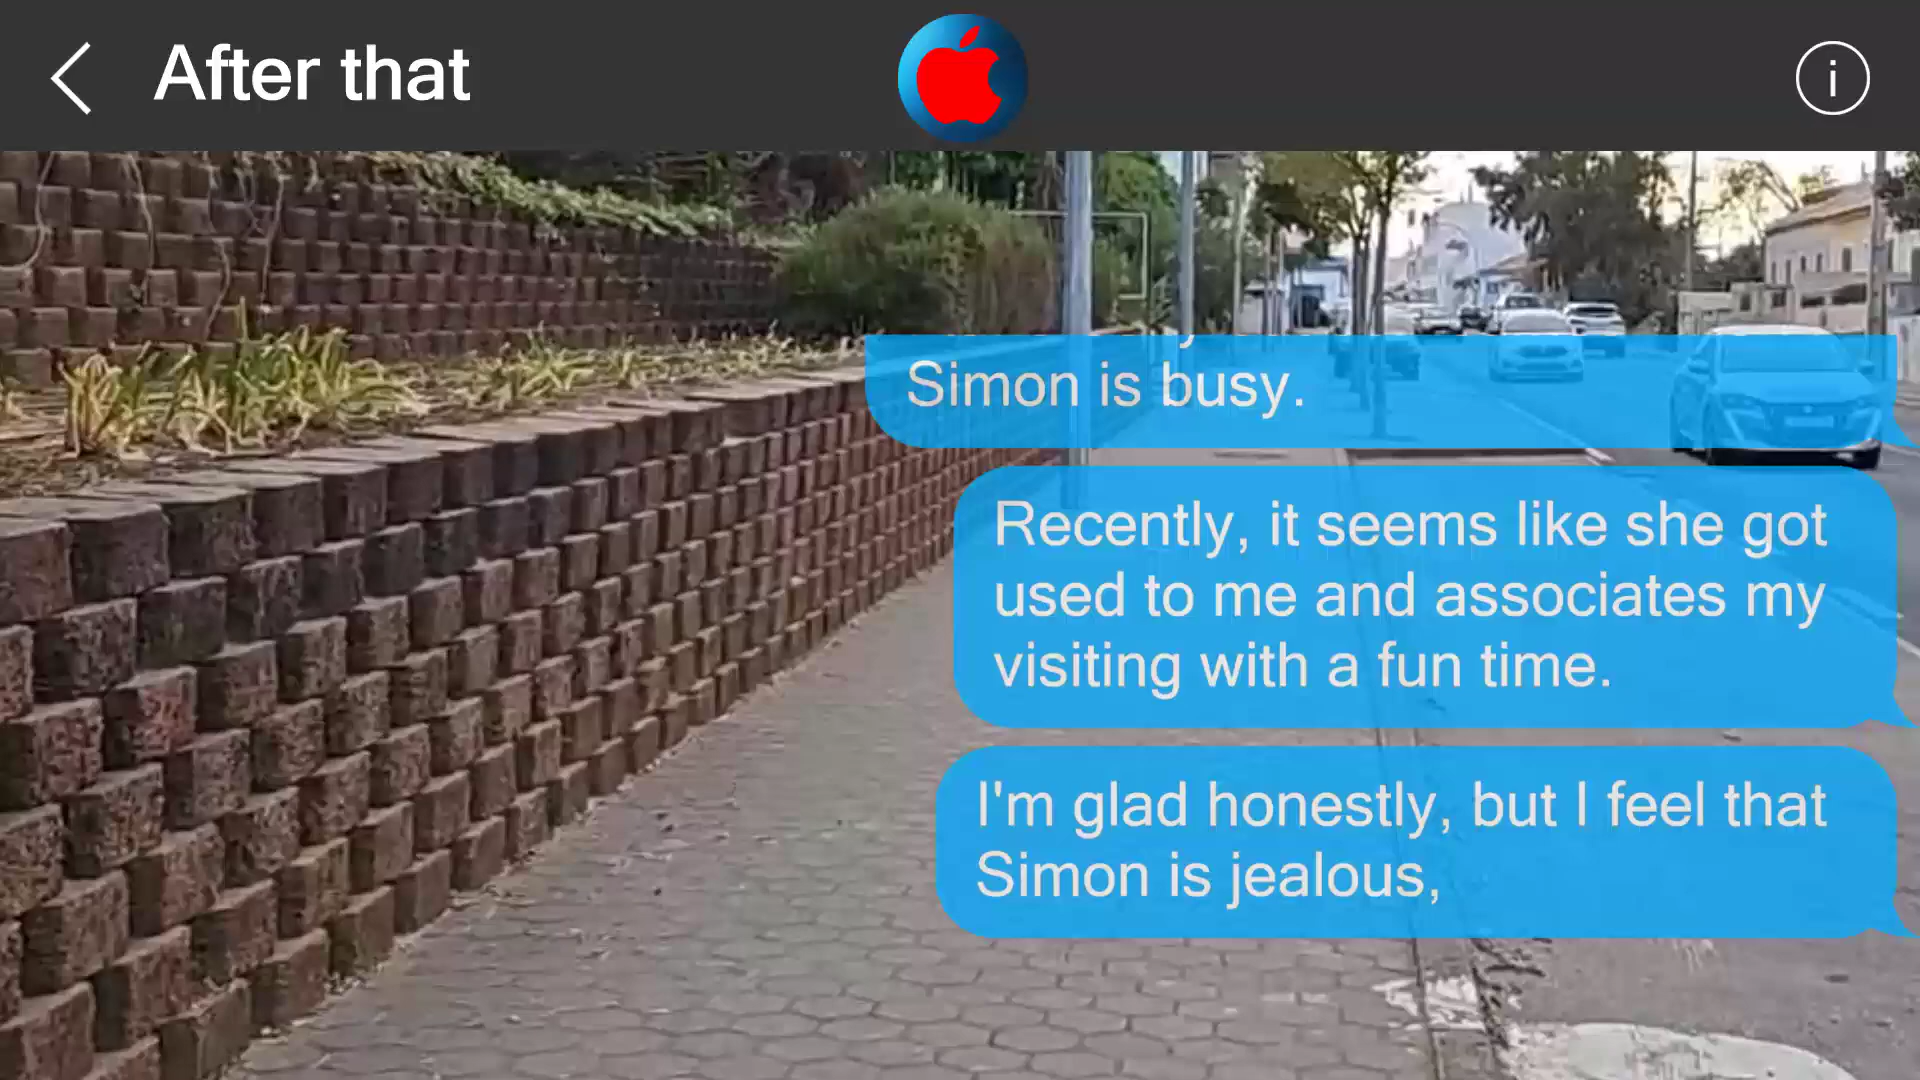 After that
Simon is busy.
Recently, it seems like she got
used to me and associates my
visiting with a fun time.
I'm glad honestly, but I feel that
Simon is jealous,